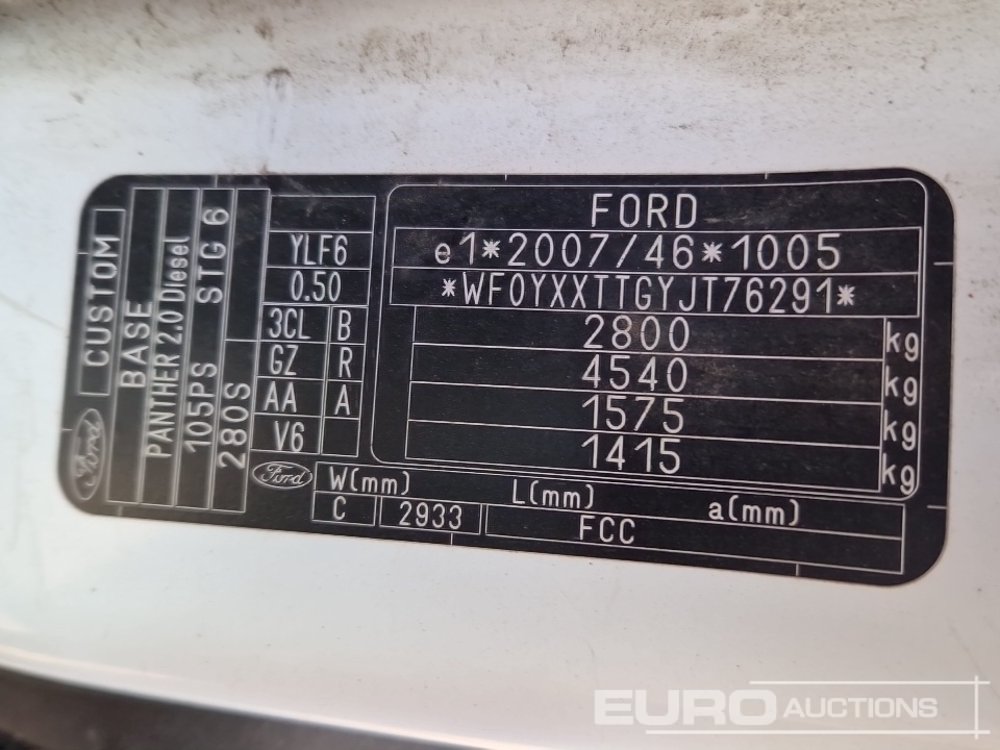 FORD
e1*2007/46*1005
*WF0YXXTTGYJT76291*
2800 kg
4540 kg
1575 kg
1415 kg
YLF6
0.50
3CL B
GZ R
AA A
V6
CUSTOM
BASE
PANTHER 2.0 Diesel
105PS STG 6
280S
Ford
Ford
W(mm) L(mm) a(mm)
C 2933 FCC
EURO AUCTIONS